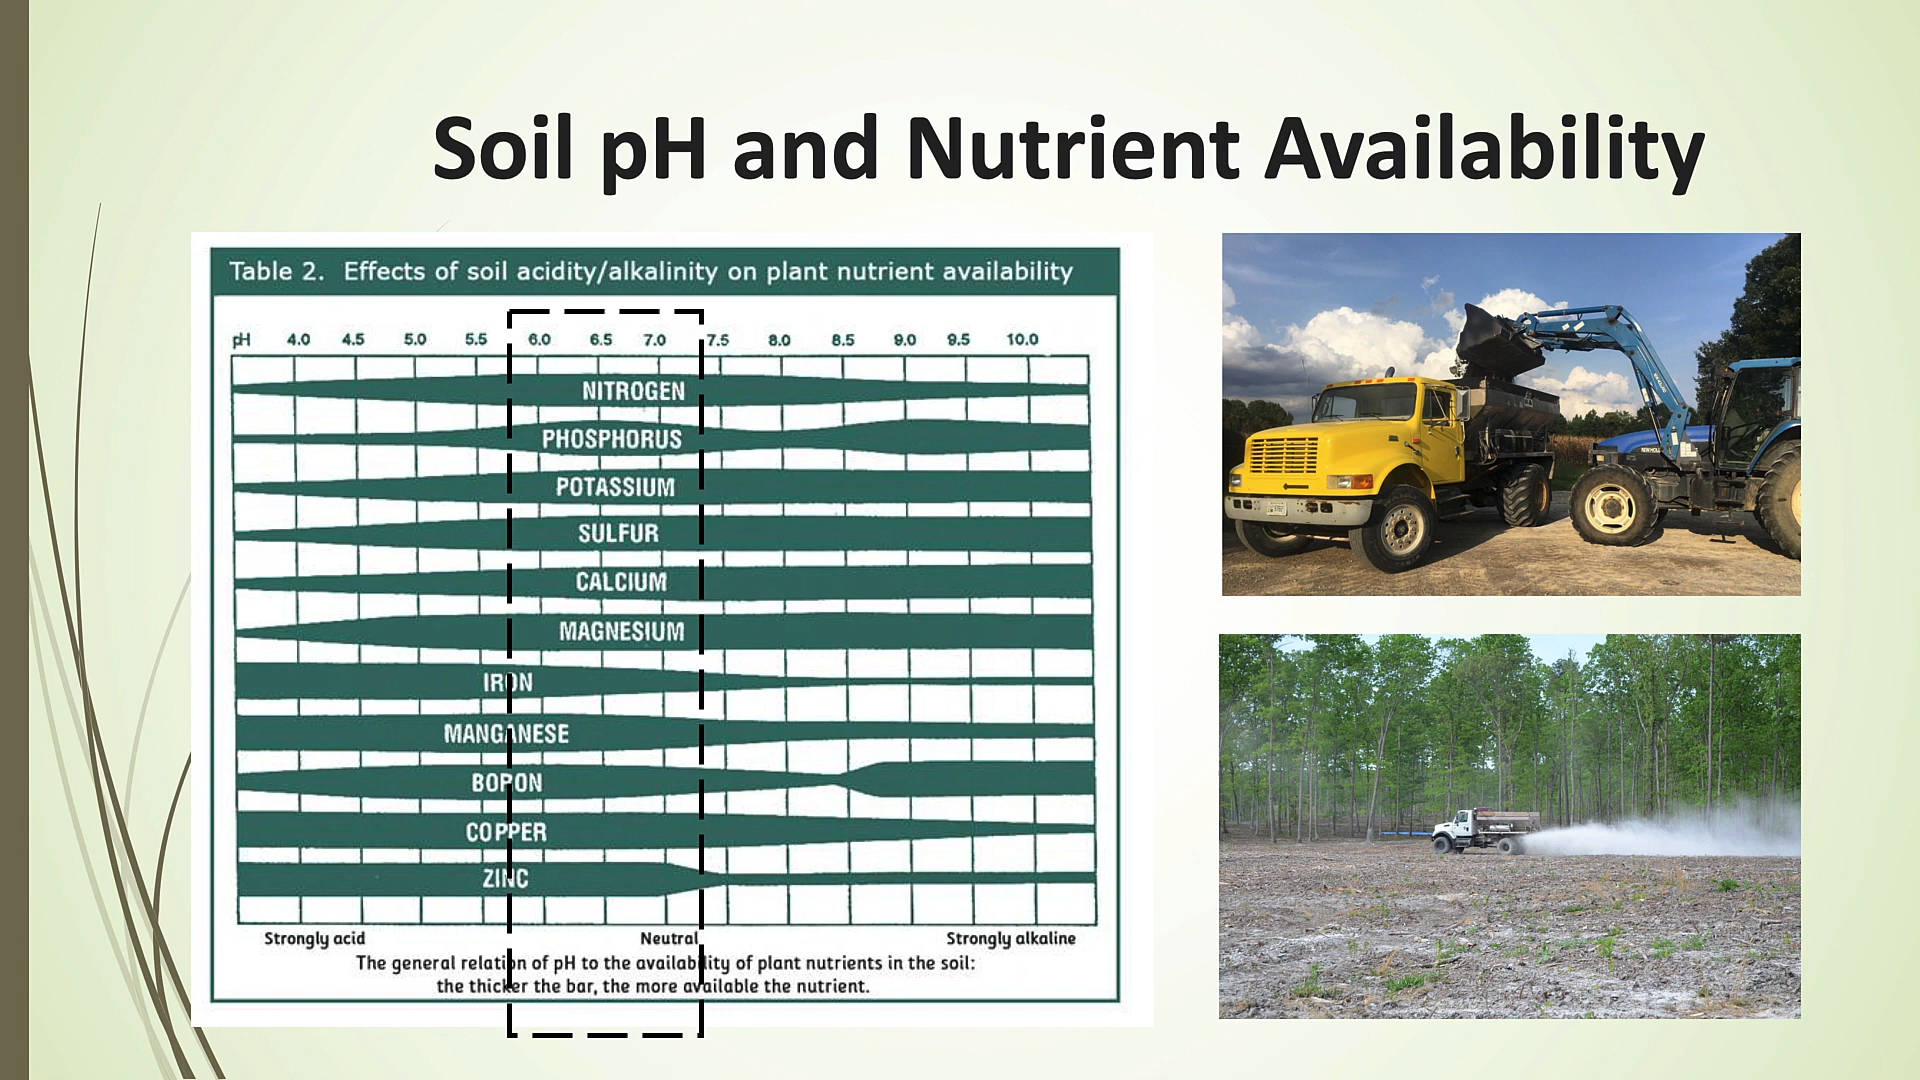 Soil pH and Nutrient Availability
Table 2. Effects of soil acidity/alkalinity on plant nutrient availability
pH 4.0 4.5 5.0 5.5 6.0 6.5 7.0 7.5 8.0 8.5 9.0 9.5 10.0
NITROGEN
PHOSPHORUS
POTASSIUM
SULFUR
CALCIUM
MAGNESIUM
IRON
MANGANESE
BORON
COPPER
ZINC
Strongly acid Neutral Strongly alkaline
The general relation of pH to the availability of plant nutrients in the soil:
the thicker the bar, the more available the nutrient.